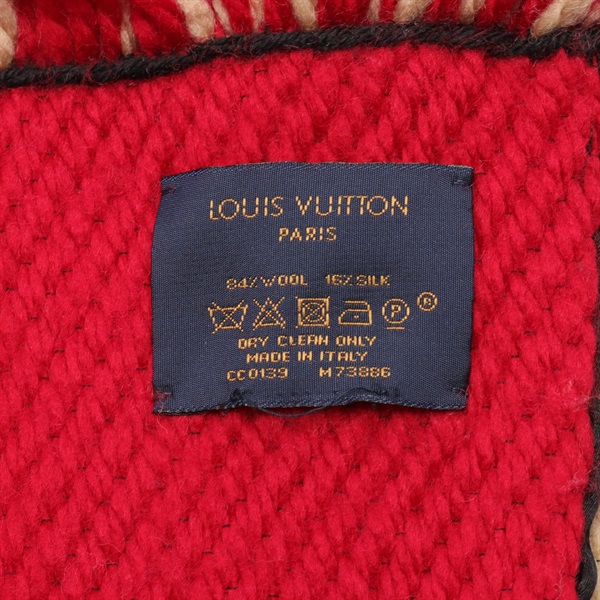 LOUIS VUITTON
PARIS
84% WOOL 16% SILK
P ®
DRY CLEAN ONLY
MADE IN ITALY
CC0139 M73886